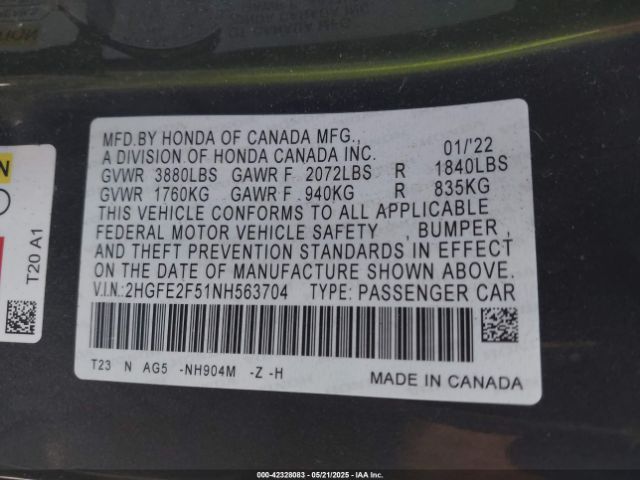 MFD.BY HONDA OF CANADA MFG.,
A DIVISION OF HONDA CANADA INC. 01/'22
GVWR 3880LBS GAWR F 2072LBS R 1840LBS
GVWR 1760KG GAWR F 940KG R 835KG
THIS VEHICLE CONFORMS TO ALL APPLICABLE
FEDERAL MOTOR VEHICLE SAFETY , BUMPER ,
AND THEFT PREVENTION STANDARDS IN EFFECT
ON THE DATE OF MANUFACTURE SHOWN ABOVE.
V.I.N.:2HGFE2F51NH563704 TYPE: PASSENGER CAR
T23 N AG5 -NH904M -Z -H
MADE IN CANADA
T20 A1
000-42328083 — 05/21/2025 — IAA Inc.